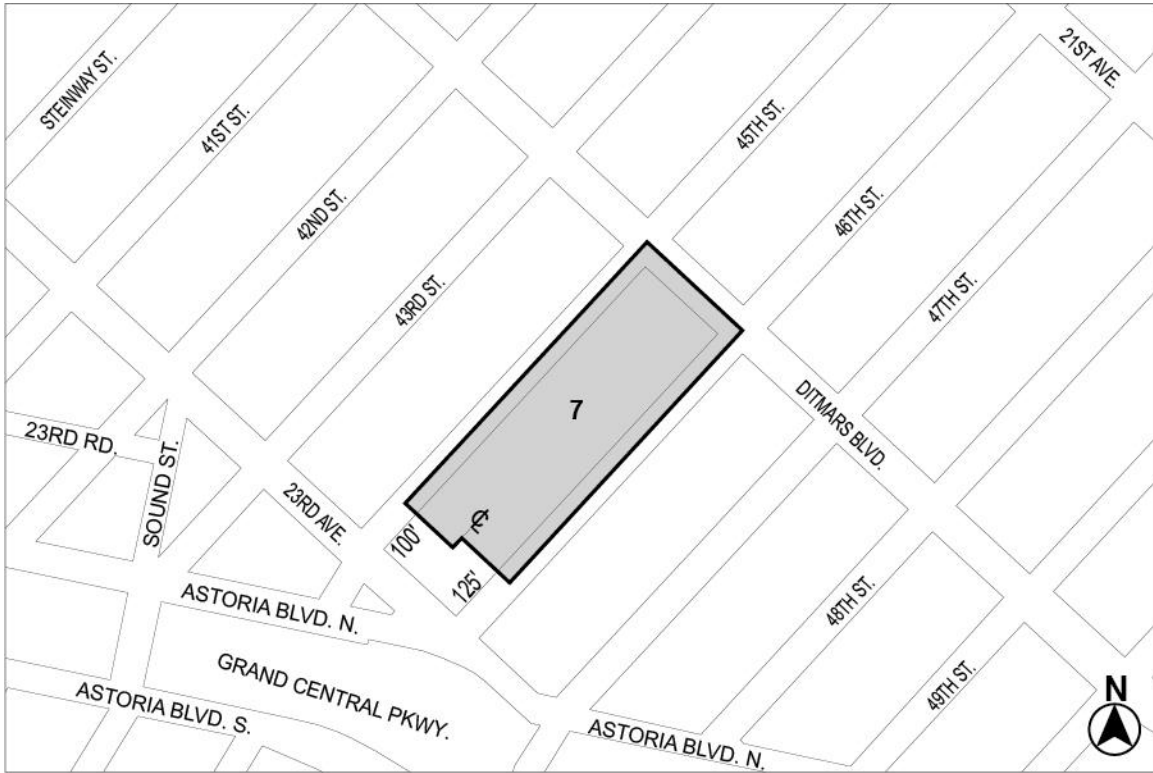 21ST AVE.
STEINWAY ST.
41ST ST.
45TH ST.
42ND ST.
46TH ST.
43RD ST.
47TH ST.
7
DITMARS BLVD.
23RD RD.
SOUND ST.
23RD AVE.
100'
℄
125'
ASTORIA BLVD. N.
48TH ST.
GRAND CENTRAL PKWY.
49TH ST.
ASTORIA BLVD. S.
ASTORIA BLVD. N.
N